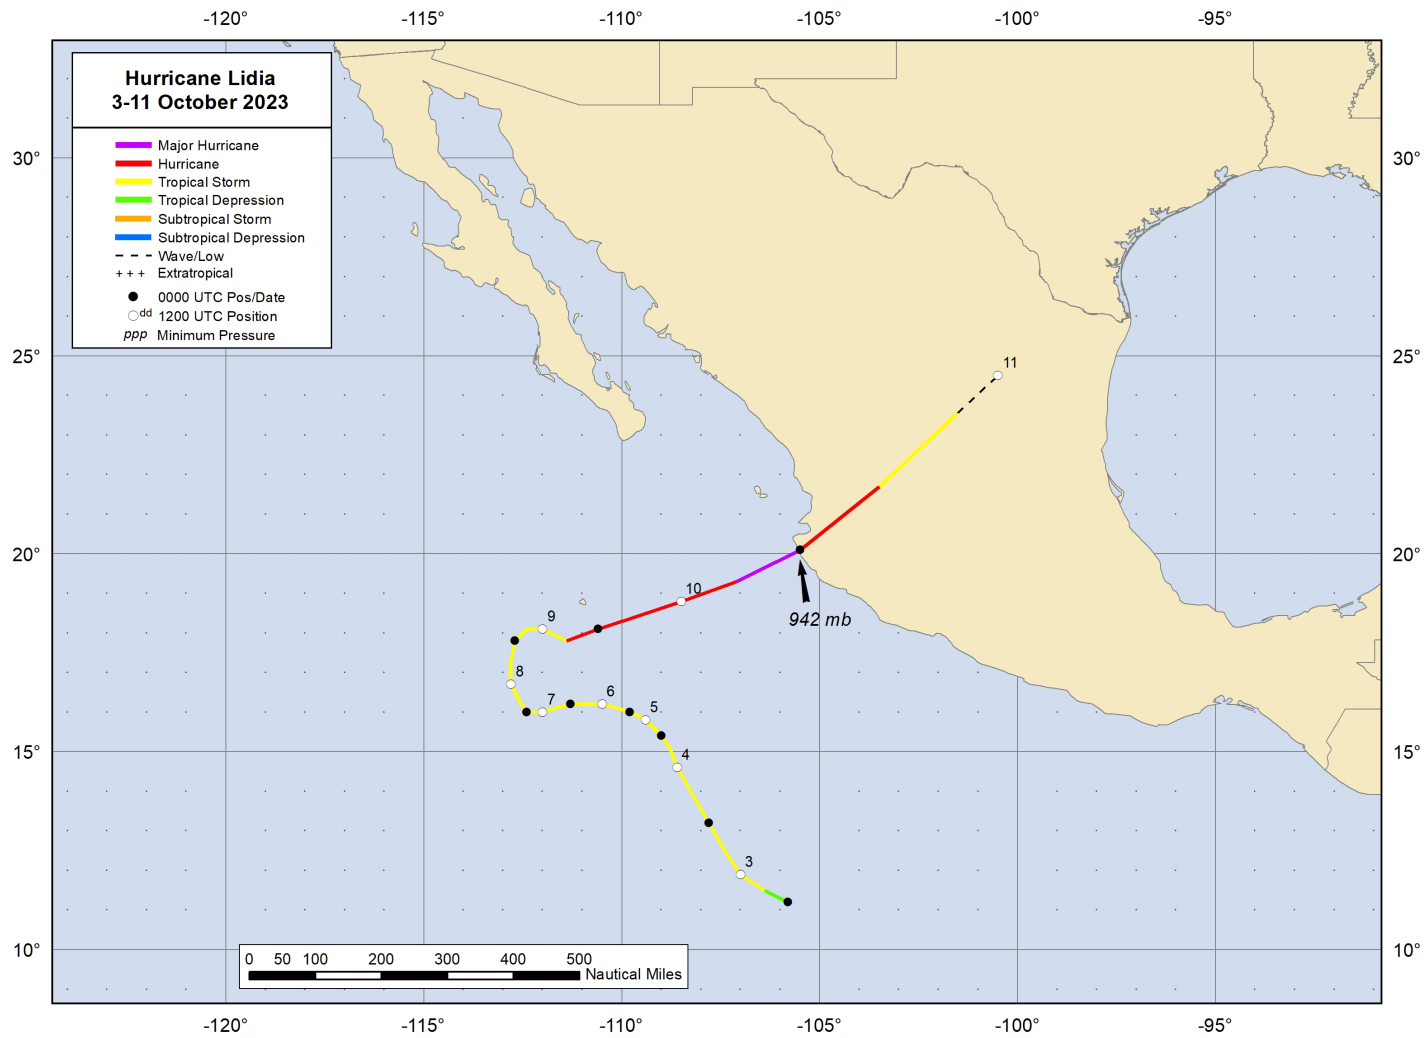 -120° -115° -110° -105° -100° -95°
Hurricane Lidia
3-11 October 2023
Major Hurricane
Hurricane
Tropical Storm
Tropical Depression
Subtropical Storm
Subtropical Depression
Wave/Low
+++ Extratropical
0000 UTC Pos/Date
dd 1200 UTC Position
ppp Minimum Pressure
30° 30°
25° 25°
11
20° 20°
10
942 mb
9
8
7 6 5
4
15° 15°
3
10° 10°
0 50 100 200 300 400 500
Nautical Miles
-120° -115° -110° -105° -100° -95°